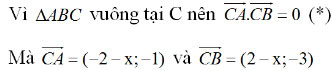 Vì ΔABC vuông tại C nên $\overrightarrow{CA}.\overrightarrow{CB}=0$ (*)
Mà $\overrightarrow{CA}=(-2-x;-1)$ và $\overrightarrow{CB}=(2-x;-3)$